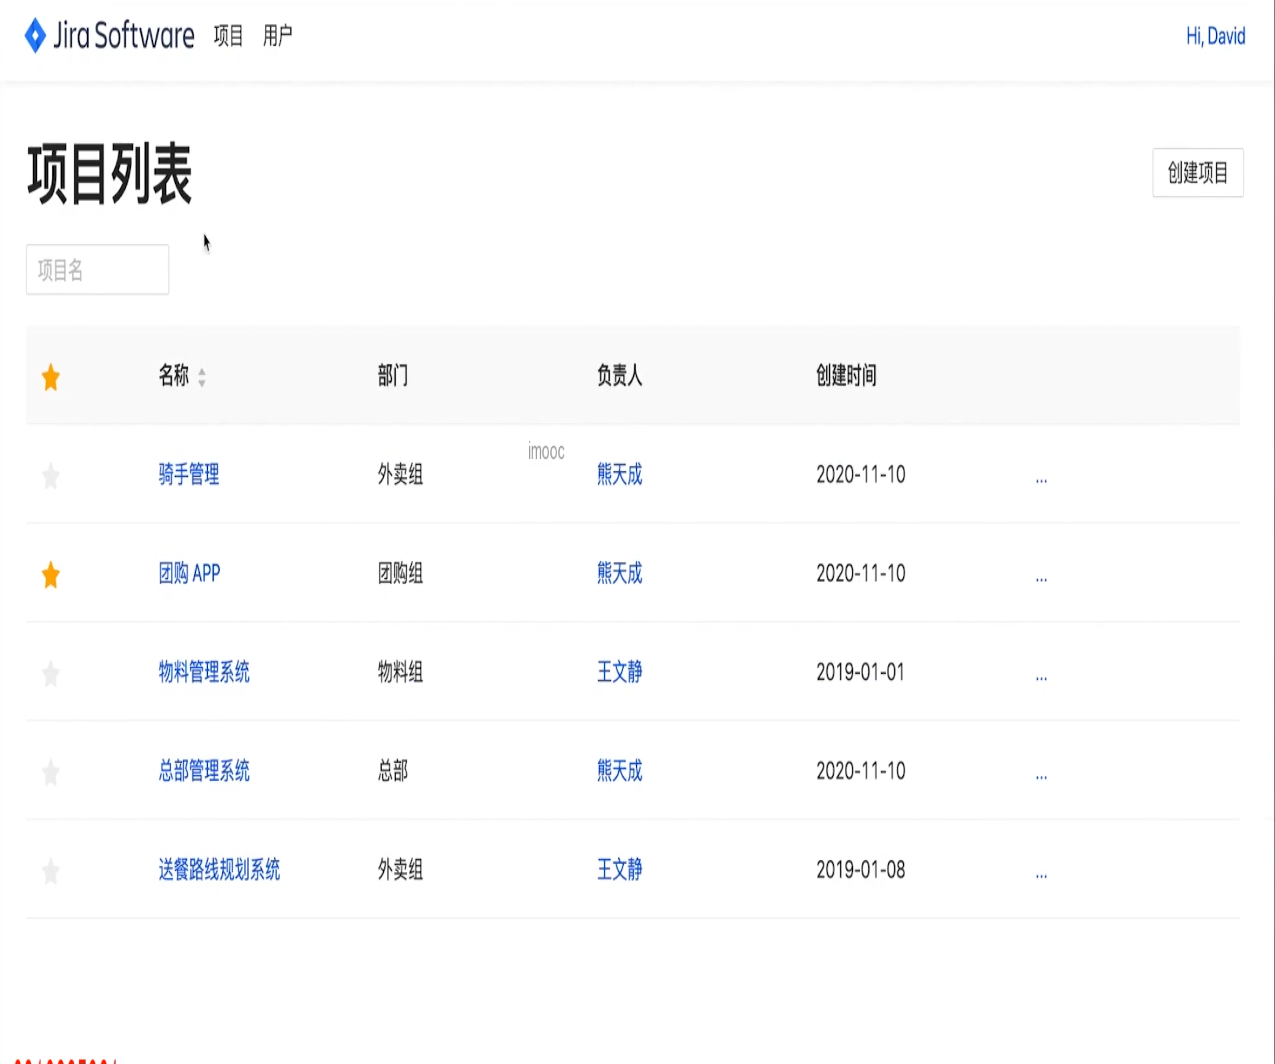 Jira Software 项目 用户 Hi, David
项目列表 创建项目
项目名
名称 部门 负责人 创建时间
imooc
骑手管理 外卖组 熊天成 2020-11-10 ...
团购 APP 团购组 熊天成 2020-11-10 ...
物料管理系统 物料组 王文静 2019-01-01 ...
总部管理系统 总部 熊天成 2020-11-10 ...
送餐路线规划系统 外卖组 王文静 2019-01-08 ...